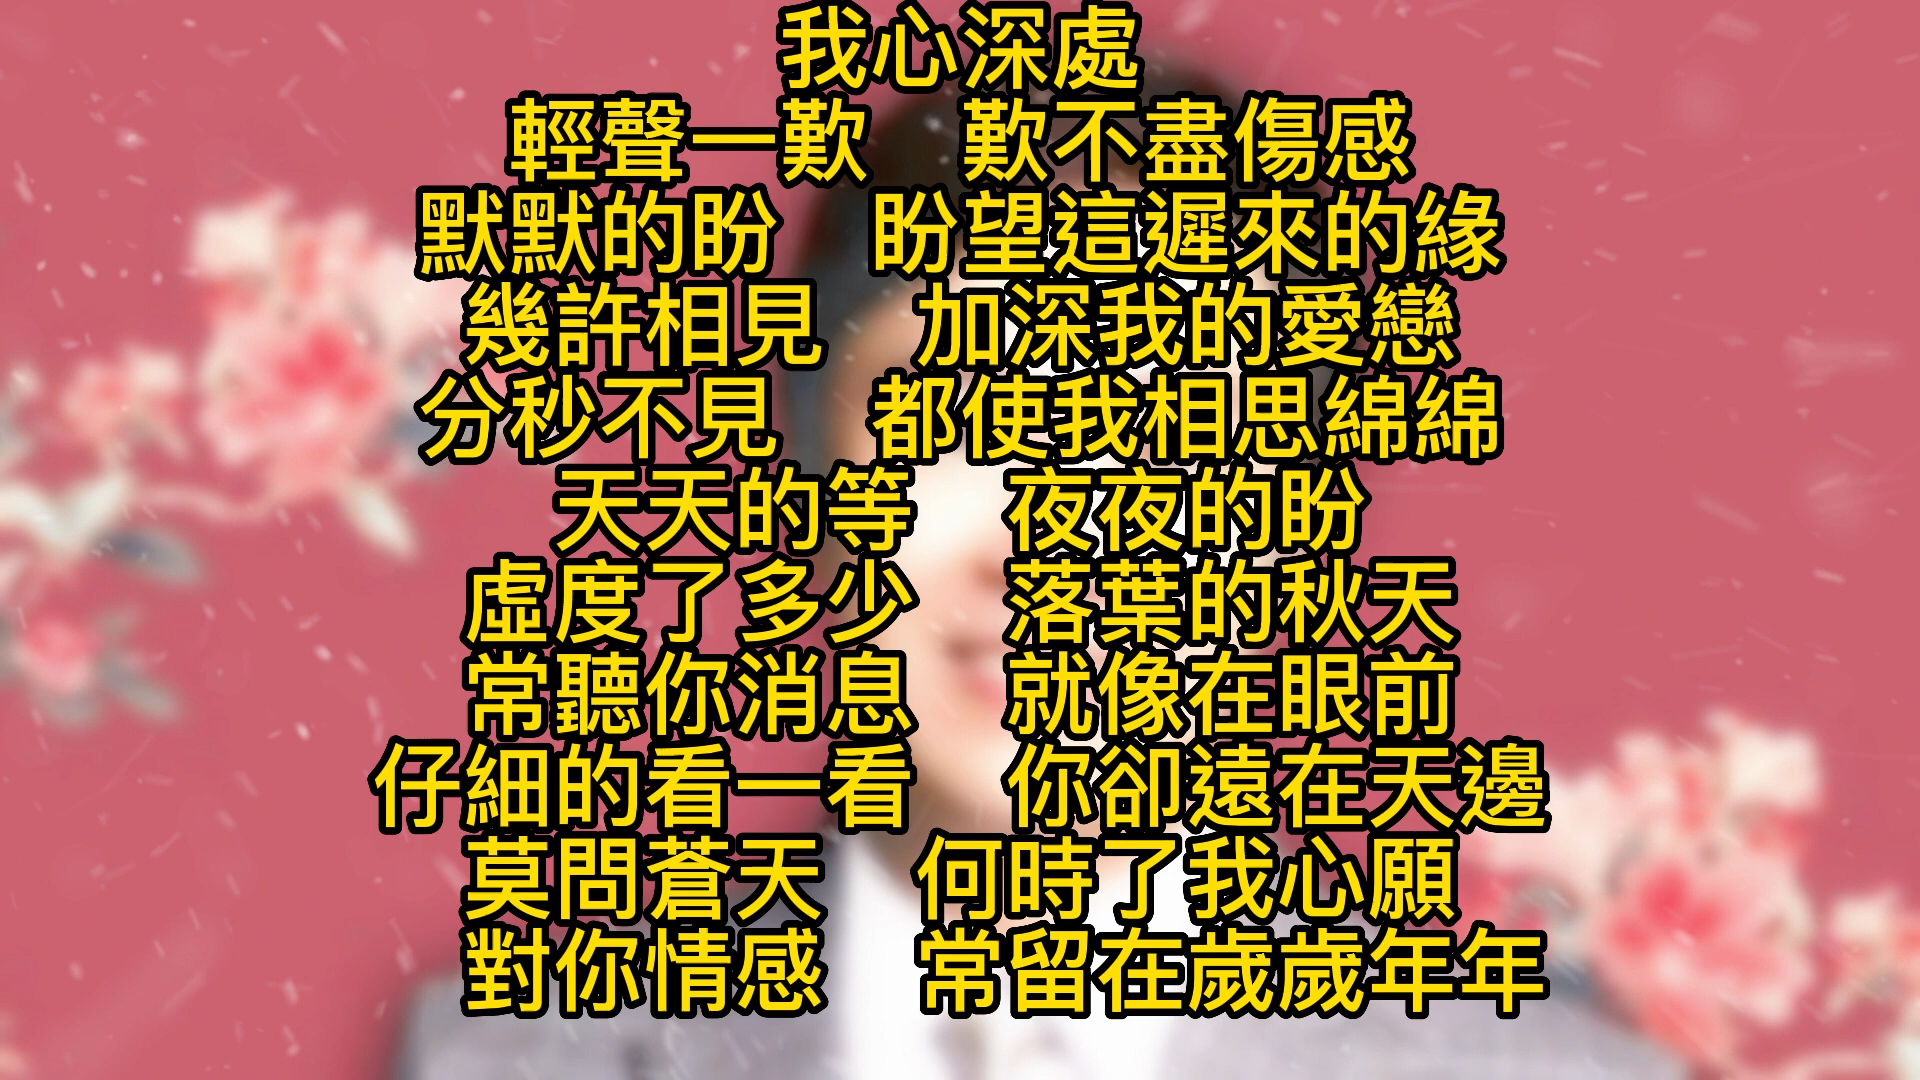 我心深處
輕聲一歎 歎不盡傷感
默默的盼 盼望這遲來的緣
幾許相見 加深我的愛戀
分秒不見 都使我相思綿綿
天天的等 夜夜的盼
虛度了多少 落葉的秋天
常聽你消息 就像在眼前
仔細的看一看 你卻遠在天邊
莫問蒼天 何時了我心願
對你情感 常留在歲歲年年